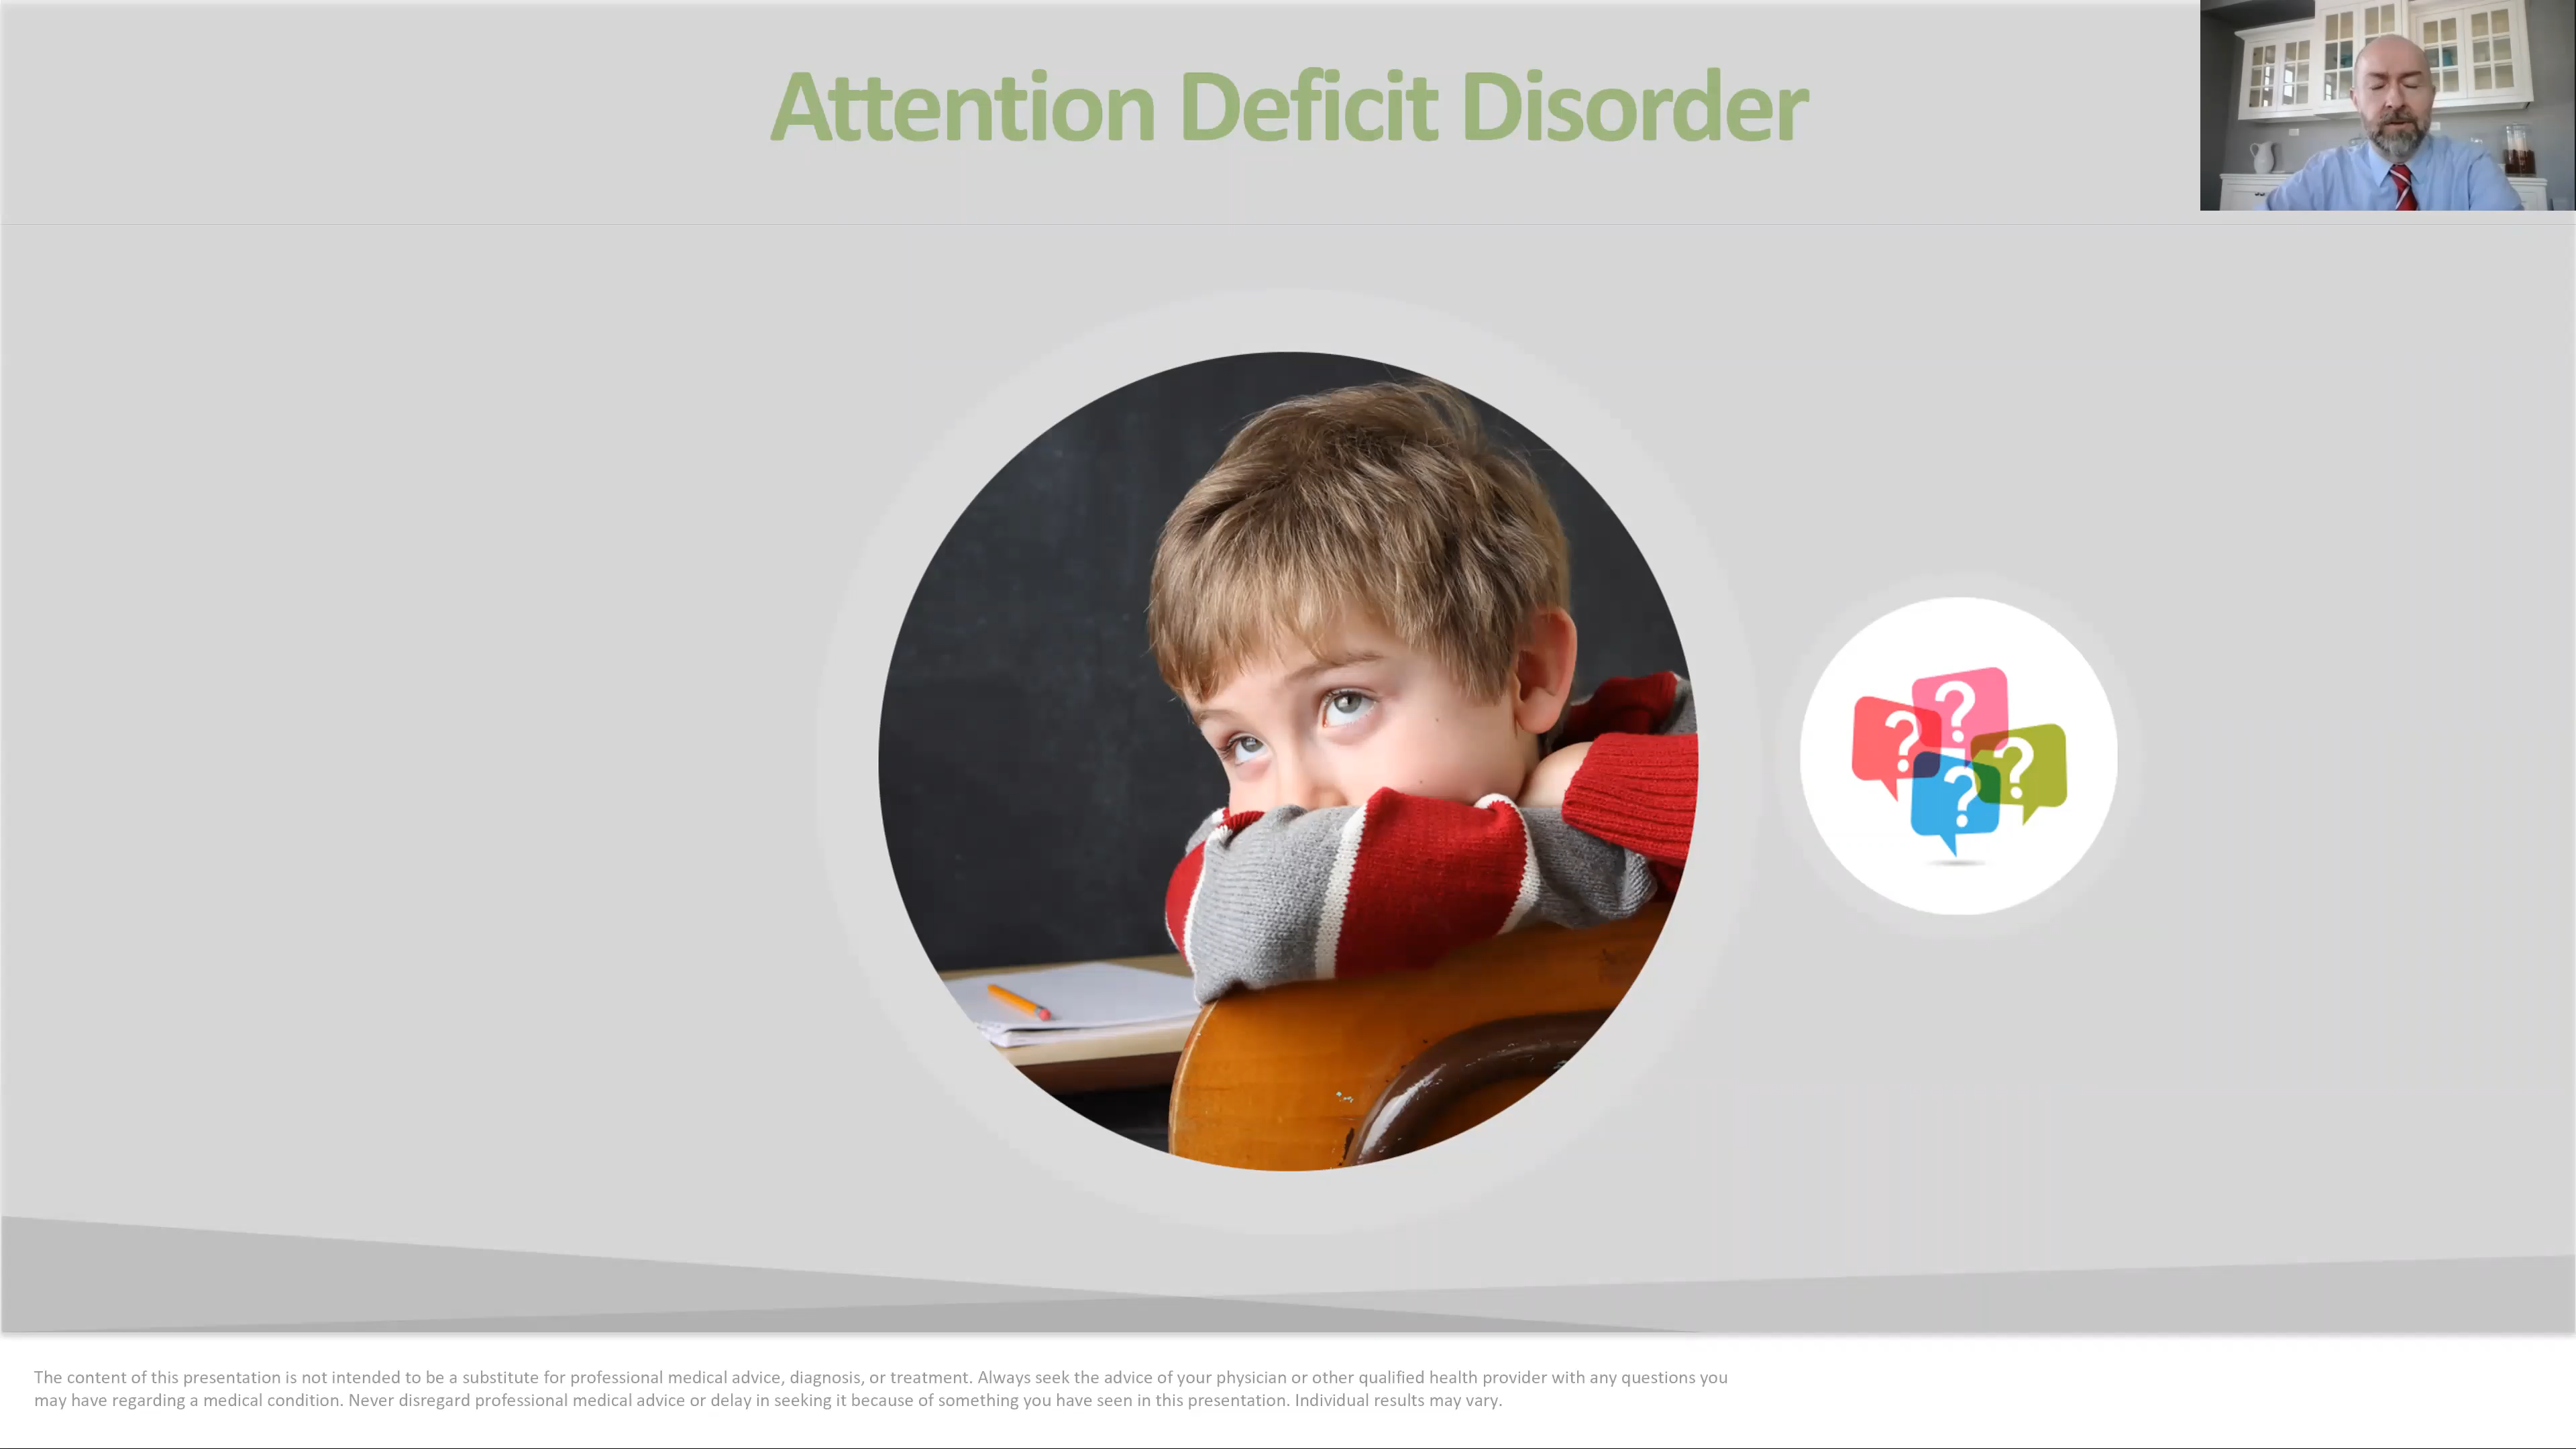 Attention Deficit Disorder
?
?
?
?
The content of this presentation is not intended to be a substitute for professional medical advice, diagnosis, or treatment. Always seek the advice of your physician or other qualified health provider with any questions you
may have regarding a medical condition. Never disregard professional medical advice or delay in seeking it because of something you have seen in this presentation. Individual results may vary.